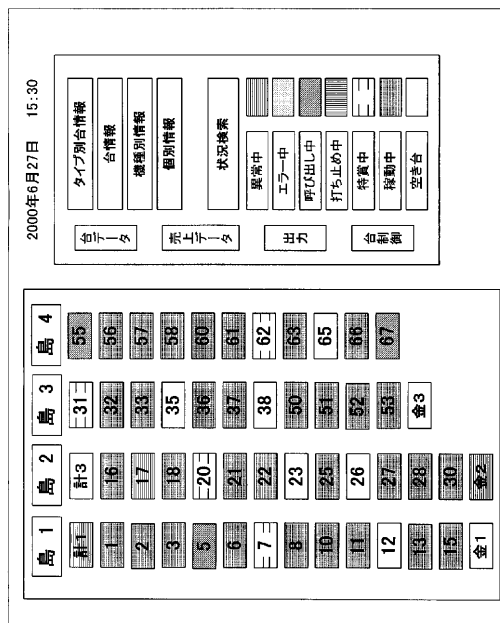 2000年6月27日 15:30
島 1
計1
1
2
3
5
6
7
8
10
11
12
13
15
金1
島 2
計3
16
17
18
20
21
22
23
25
26
27
28
30
金2
島 3
31
32
33
35
36
37
38
50
51
52
53
金3
島 4
55
56
57
58
60
61
62
63
65
66
67
台データ
売上データ
出力
台制御
タイプ別台情報
台情報
機種別情報
個別情報
状況検索
異常中
エラー中
呼び出し中
打ち止め中
特賞中
稼動中
空き台